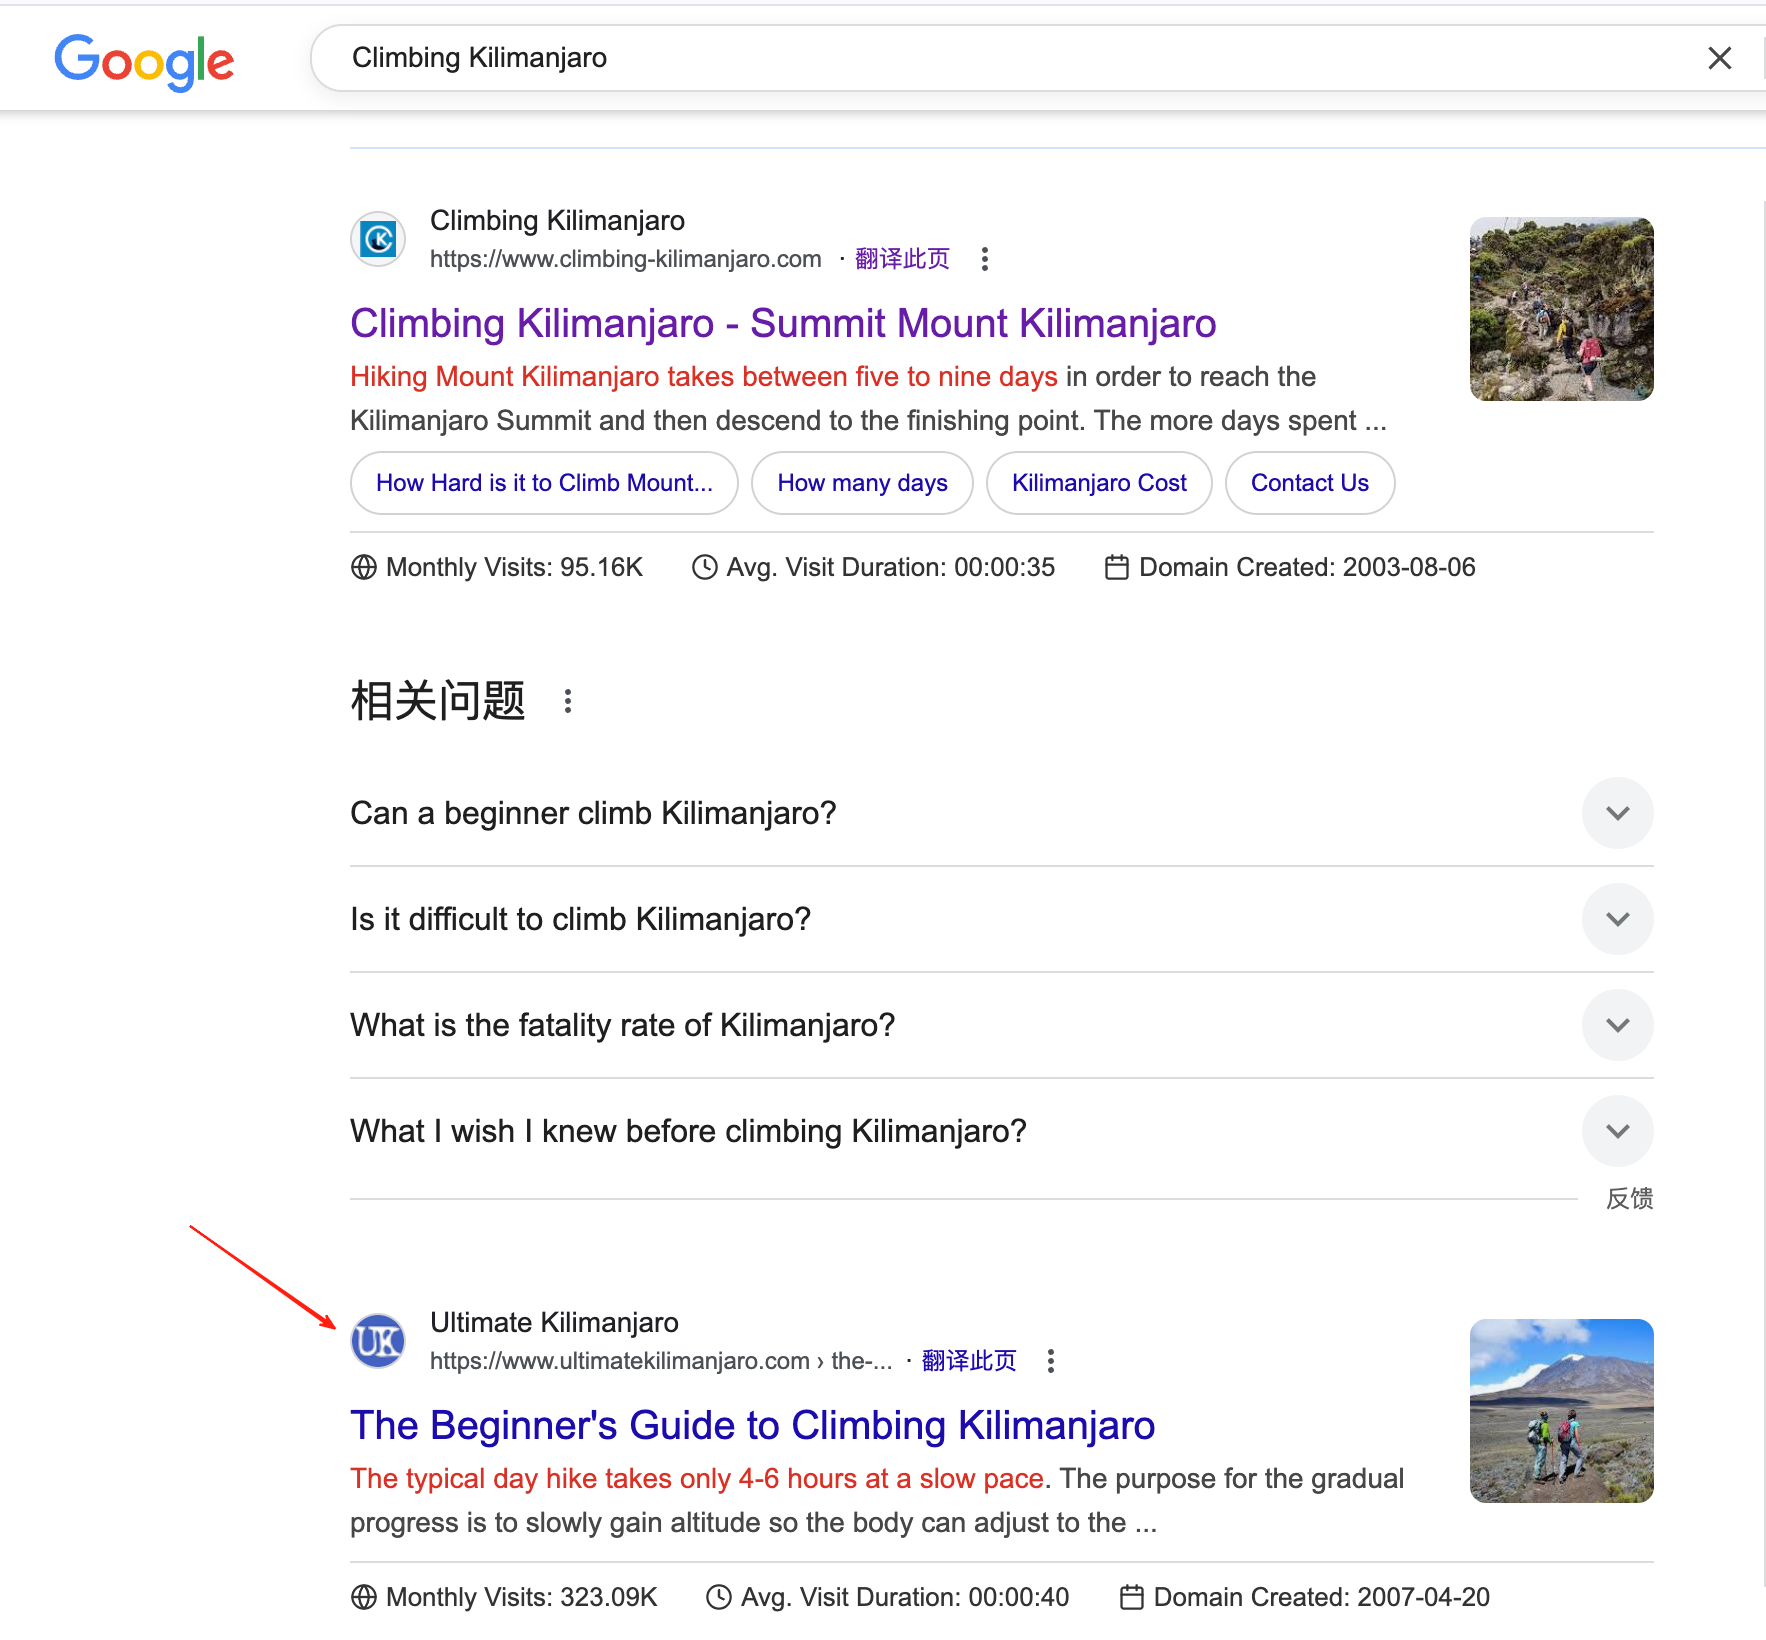 Google
Climbing Kilimanjaro
Climbing Kilimanjaro
https://www.climbing-kilimanjaro.com · 翻译此页
Climbing Kilimanjaro - Summit Mount Kilimanjaro
Hiking Mount Kilimanjaro takes between five to nine days in order to reach the
Kilimanjaro Summit and then descend to the finishing point. The more days spent ...
How Hard is it to Climb Mount... How many days Kilimanjaro Cost Contact Us
Monthly Visits: 95.16K Avg. Visit Duration: 00:00:35 Domain Created: 2003-08-06
相关问题
Can a beginner climb Kilimanjaro?
Is it difficult to climb Kilimanjaro?
What is the fatality rate of Kilimanjaro?
What I wish I knew before climbing Kilimanjaro?
反馈
UK
Ultimate Kilimanjaro
https://www.ultimatekilimanjaro.com › the-... · 翻译此页
The Beginner's Guide to Climbing Kilimanjaro
The typical day hike takes only 4-6 hours at a slow pace. The purpose for the gradual
progress is to slowly gain altitude so the body can adjust to the ...
Monthly Visits: 323.09K Avg. Visit Duration: 00:00:40 Domain Created: 2007-04-20